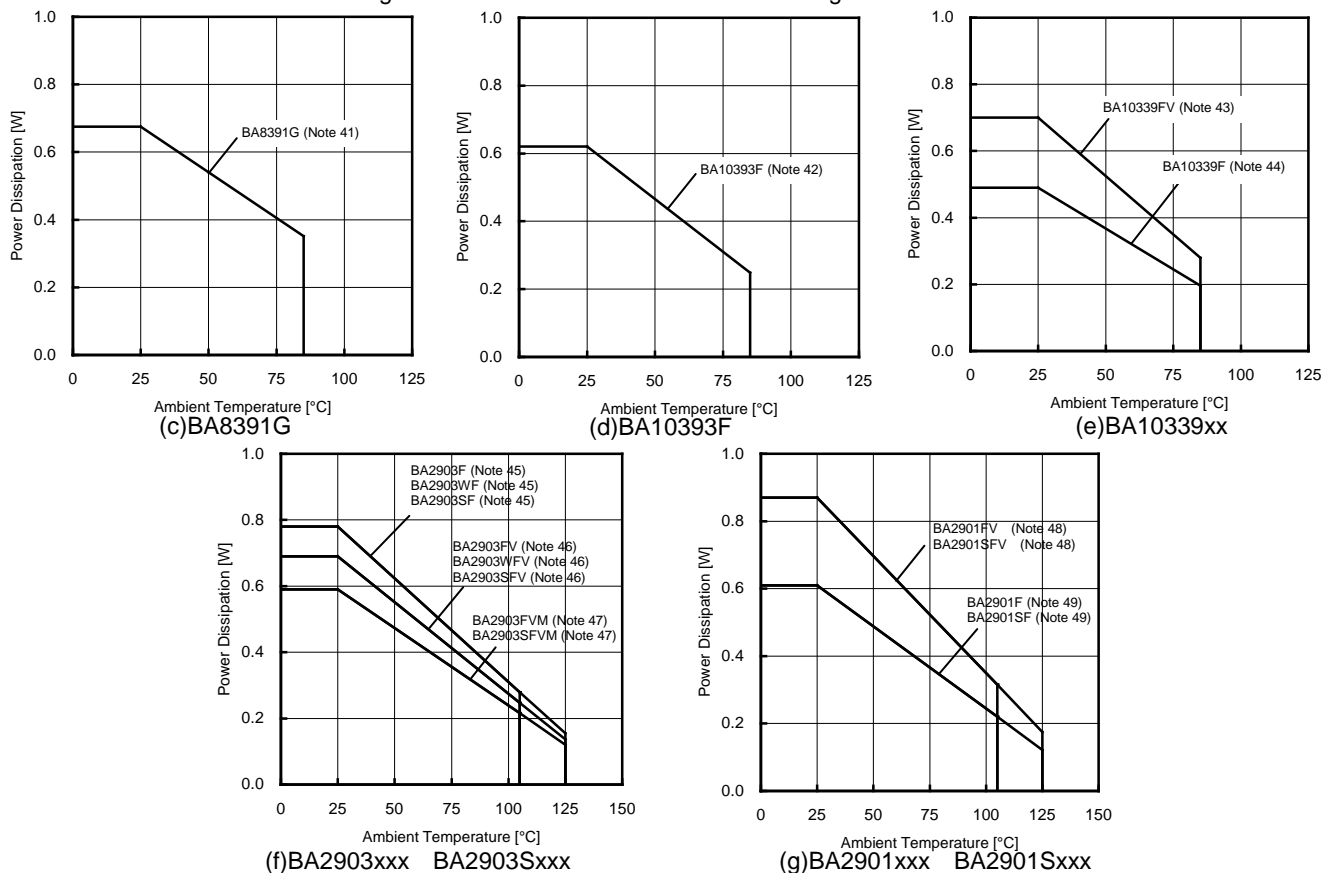 1.0
0.8
0.6
0.4
0.2
0.0
Power Dissipation [W]
BA8391G (Note 41)
0 25 50 75 100 125
Ambient Temperature [°C]
(c)BA8391G
1.0
0.8
0.6
0.4
0.2
0.0
Power Dissipation [W]
BA10393F (Note 42)
0 25 50 75 100 125
Ambient Temperature [°C]
(d)BA10393F
1.0
0.8
0.6
0.4
0.2
0.0
Power Dissipation [W]
BA10339FV (Note 43)
BA10339F (Note 44)
0 25 50 75 100 125
Ambient Temperature [°C]
(e)BA10339xx
1.0
0.8
0.6
0.4
0.2
0.0
Power Dissipation [W]
BA2903F (Note 45)
BA2903WF (Note 45)
BA2903SF (Note 45)
BA2903FV (Note 46)
BA2903WFV (Note 46)
BA2903SFV (Note 46)
BA2903FVM (Note 47)
BA2903SFVM (Note 47)
0 25 50 75 100 125 150
Ambient Temperature [°C]
(f)BA2903xxx BA2903Sxxx
1.0
0.8
0.6
0.4
0.2
0.0
Power Dissipation [W]
BA2901FV (Note 48)
BA2901SFV (Note 48)
BA2901F (Note 49)
BA2901SF (Note 49)
0 25 50 75 100 125 150
Ambient Temperature [°C]
(g)BA2901xxx BA2901Sxxx